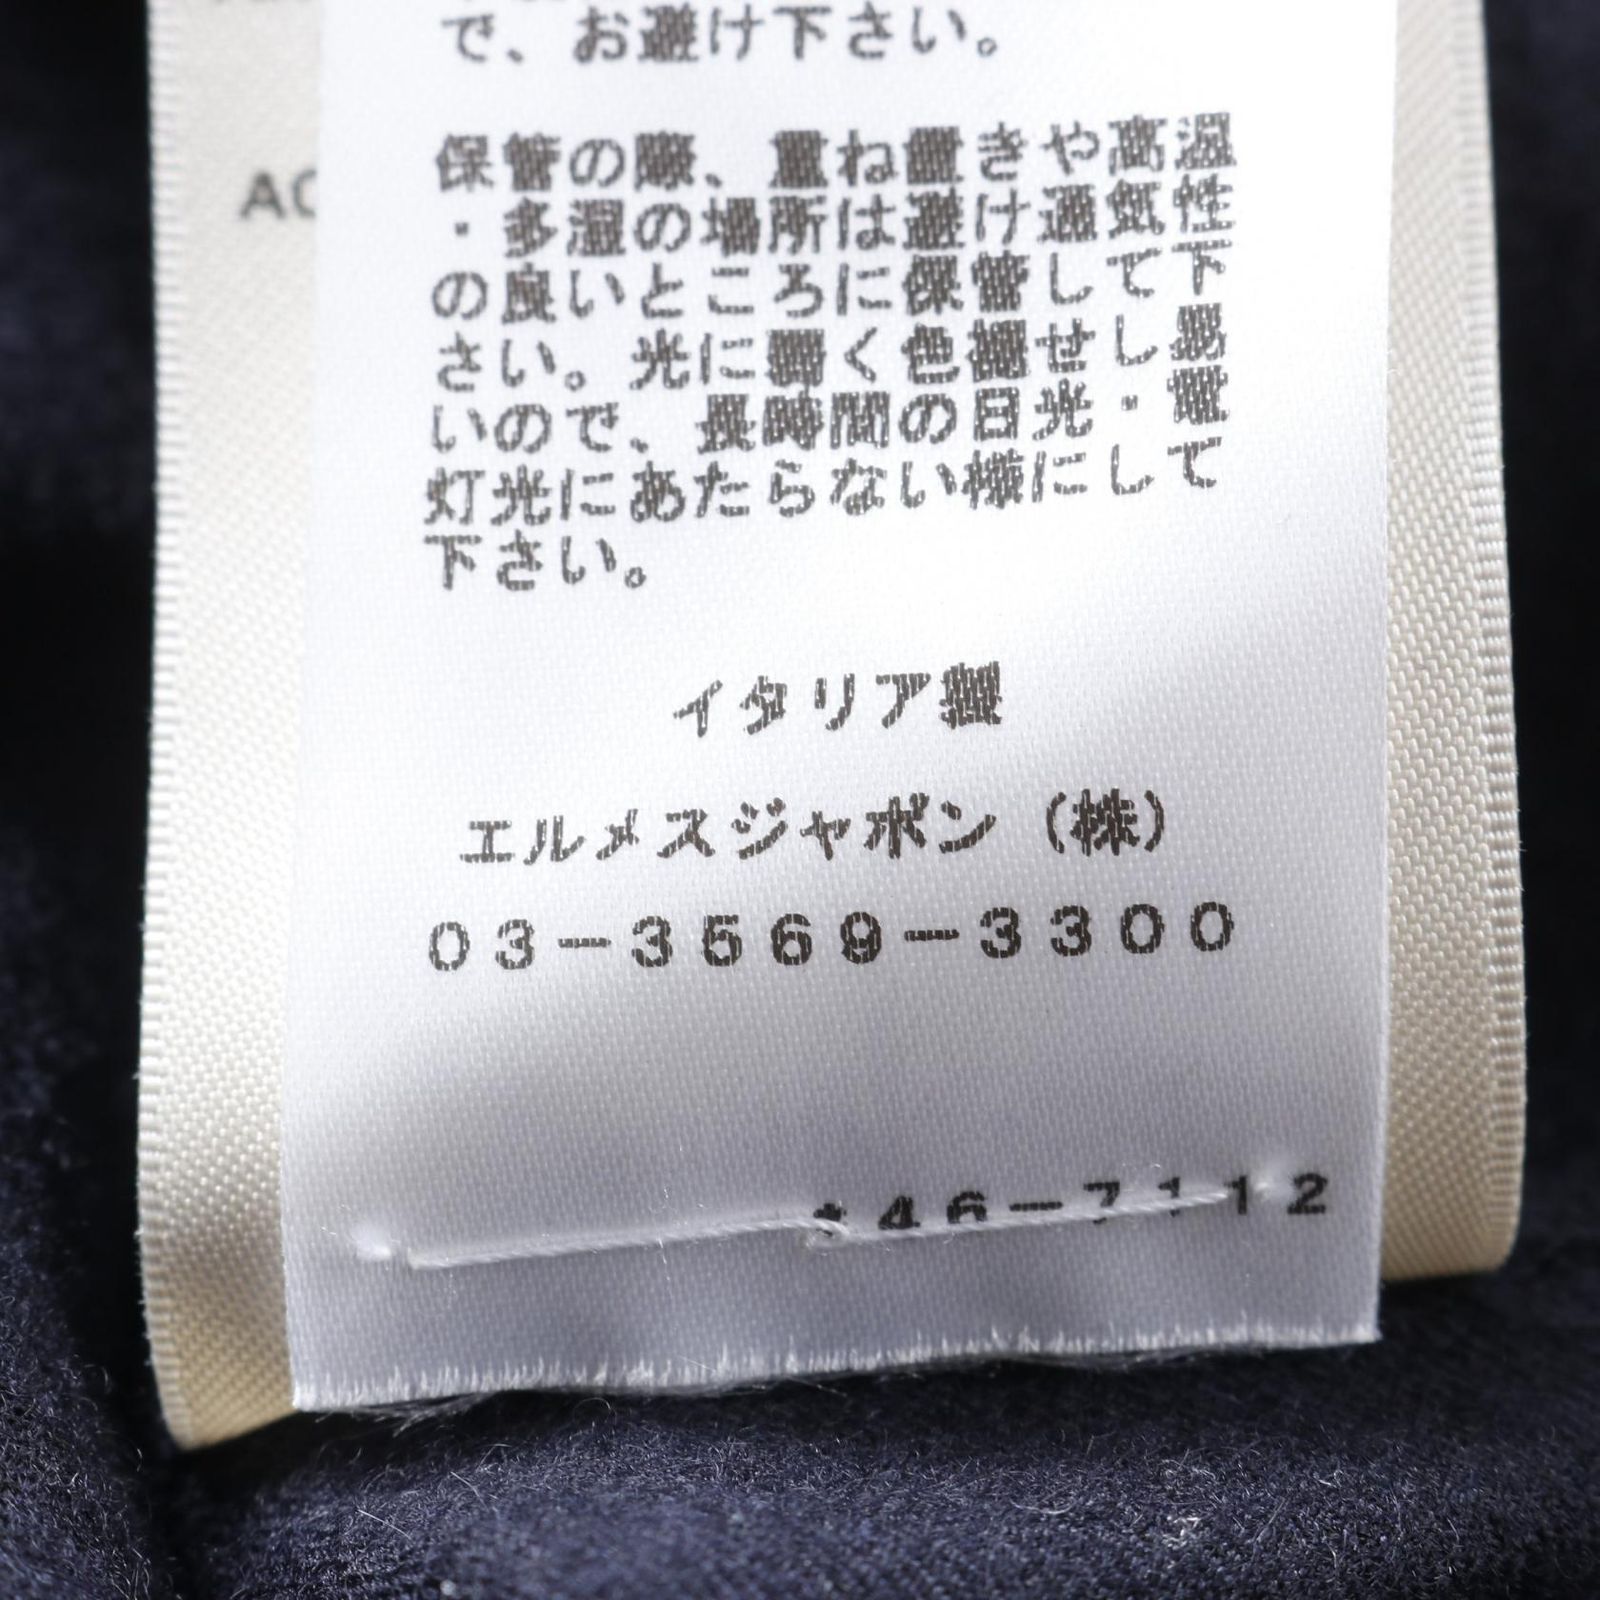 で、お避け下さい。
保管の際、重ね置きや高温
・多湿の場所は避け通気性
の良いところに保管して下
さい。光に弱く色褪せし易
いので、長時間の日光・電
灯光にあたらない様にして
下さい。
イタリア製
エルメスジャポン（株）
03-3569-3300
*46-7112
AC